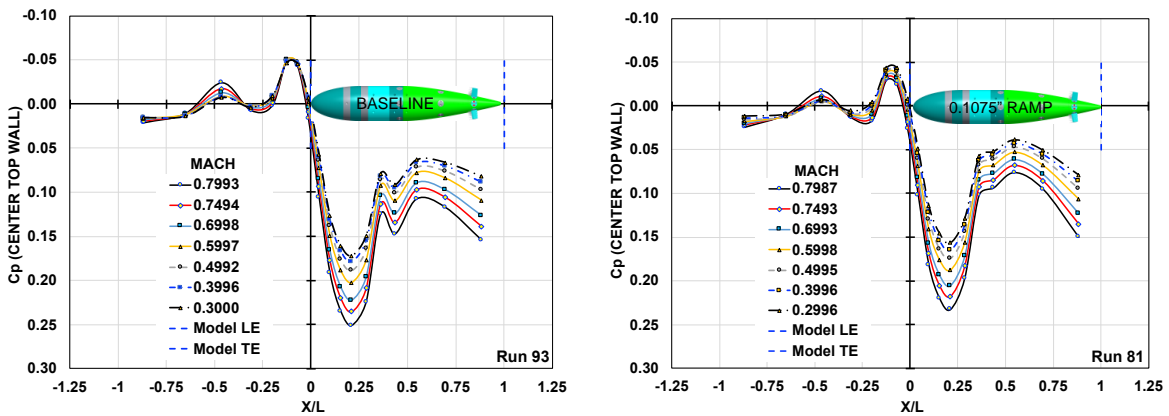 Cp (CENTER TOP WALL)
-0.10
-0.05
0.00
0.05
0.10
0.15
0.20
0.25
0.30
BASELINE
MACH
0.7993
0.7494
0.6998
0.5997
0.4992
0.3996
0.3000
Model LE
Model TE
Run 93
-1.25 -1 -0.75 -0.5 -0.25 0 0.25 0.5 0.75 1 1.25
X/L
Cp (CENTER TOP WALL)
-0.10
-0.05
0.00
0.05
0.10
0.15
0.20
0.25
0.30
0.1075" RAMP
MACH
0.7987
0.7493
0.6993
0.5998
0.4995
0.3996
0.2996
Model LE
Model TE
Run 81
-1.25 -1 -0.75 -0.5 -0.25 0 0.25 0.5 0.75 1 1.25
X/L